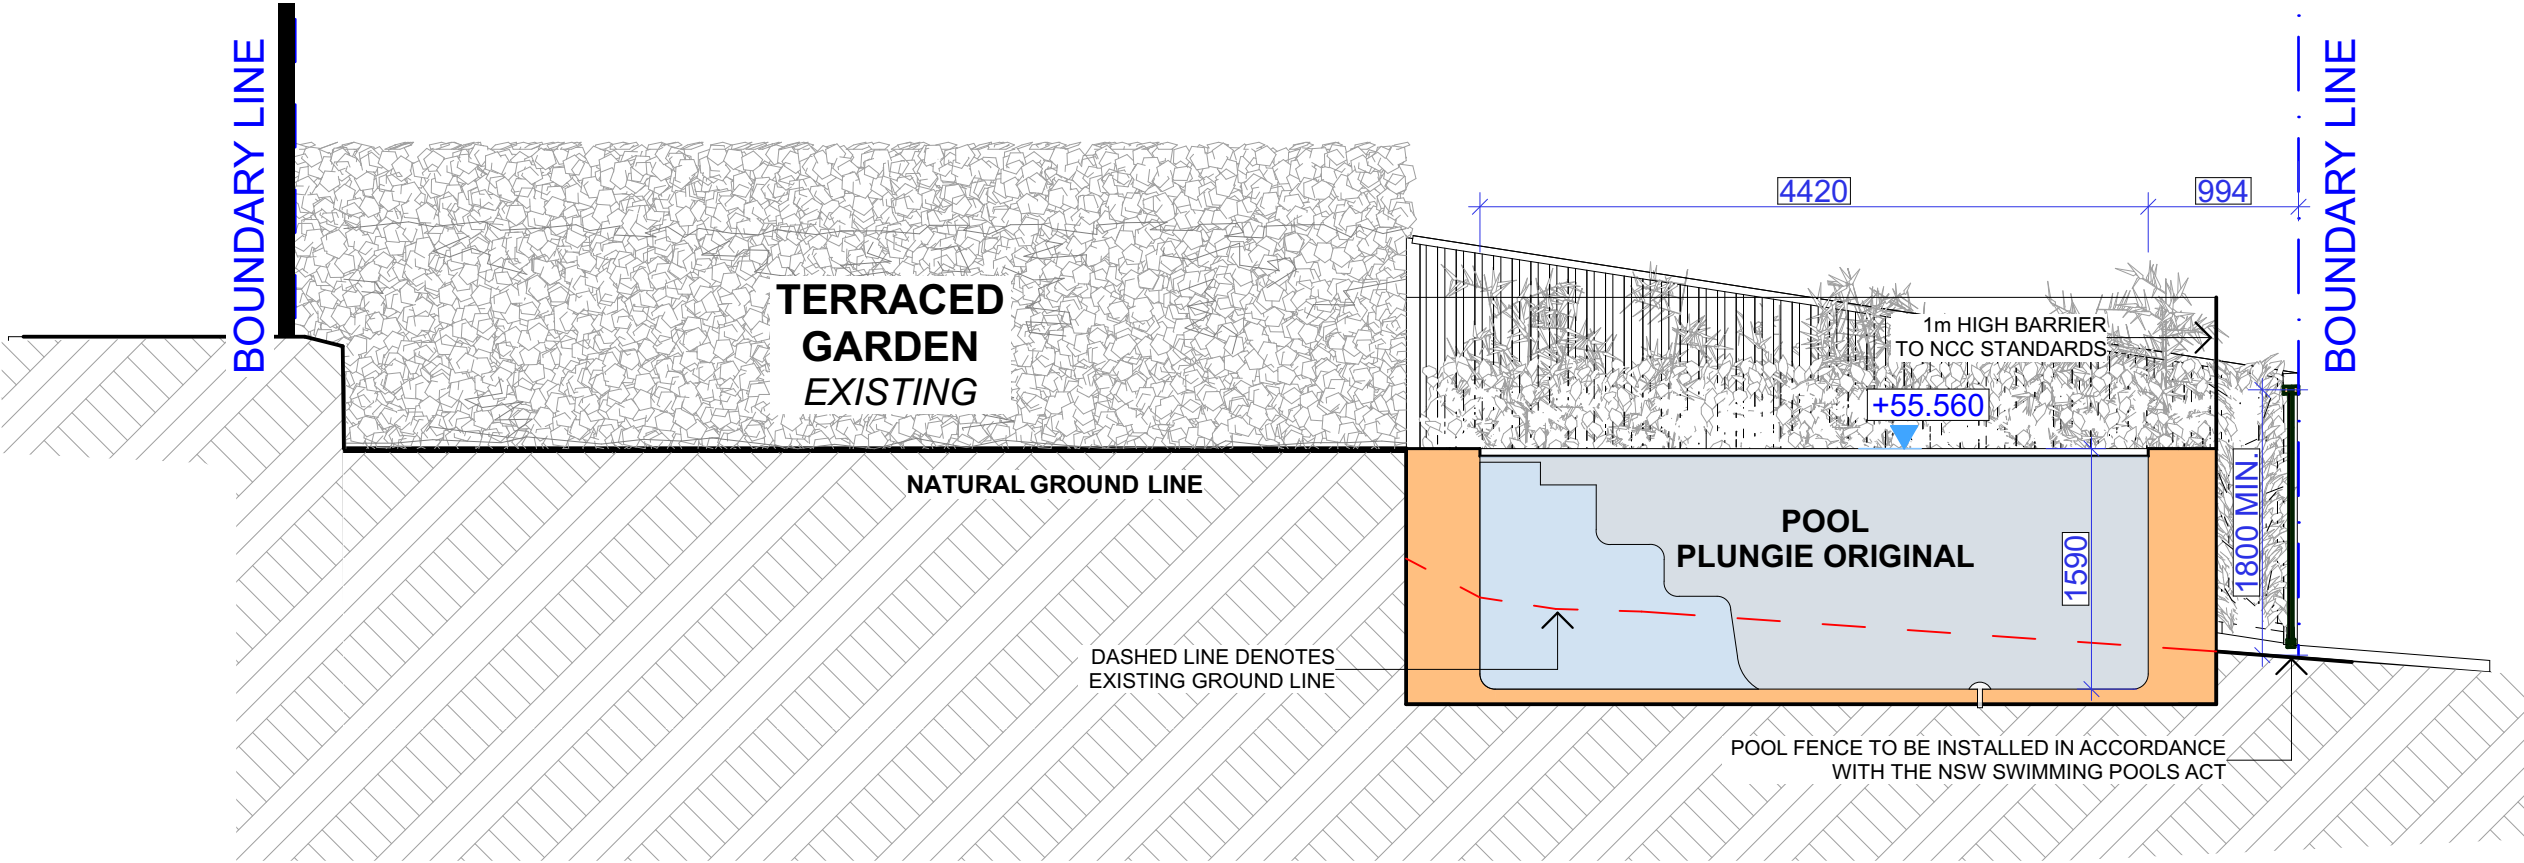 BOUNDARY LINE
TERRACED
GARDEN
EXISTING
NATURAL GROUND LINE
4420
994
BOUNDARY LINE
1m HIGH BARRIER
TO NCC STANDARDS
+55.560
1800 MIN.
POOL
PLUNGIE ORIGINAL
1590
DASHED LINE DENOTES
EXISTING GROUND LINE
POOL FENCE TO BE INSTALLED IN ACCORDANCE
WITH THE NSW SWIMMING POOLS ACT